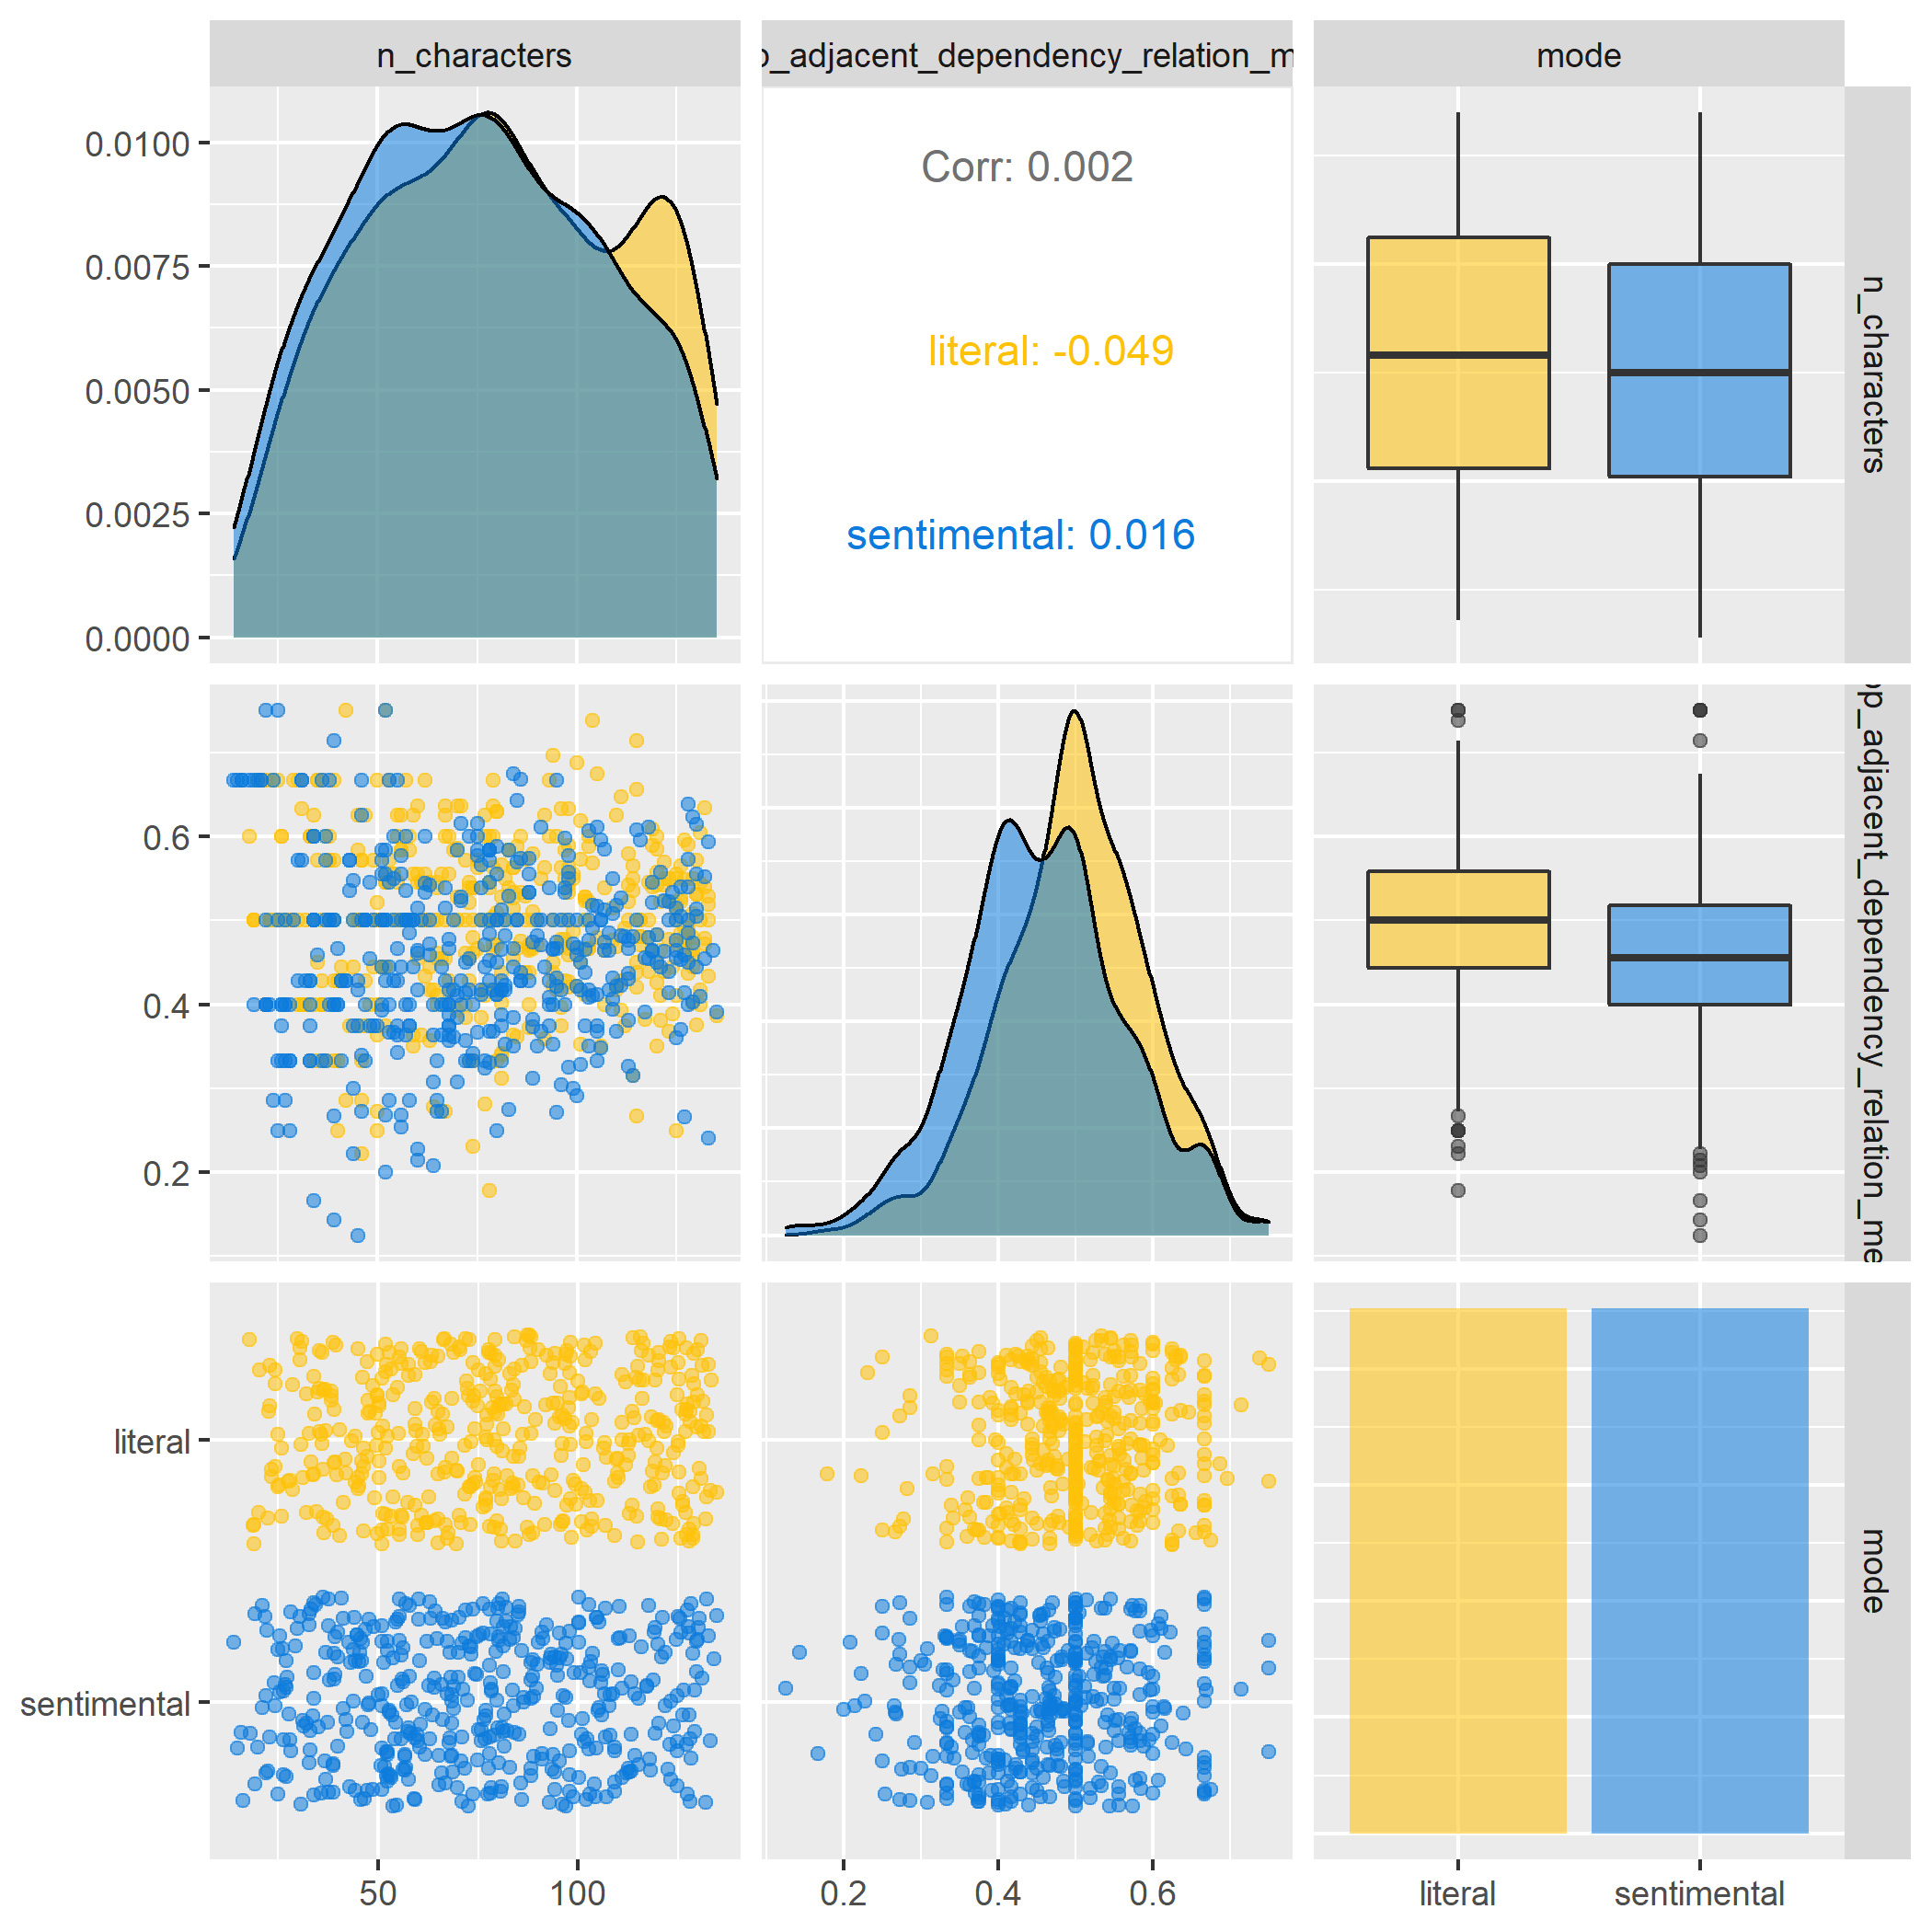 n_characters
p_adjacent_dependency_relation_m
mode
0.0100
0.0075
0.0050
0.0025
0.0000
Corr: 0.002
literal: -0.049
sentimental: 0.016
n_characters
0.6
0.4
0.2
pp_adjacent_dependency_relation_me
literal
sentimental
mode
50
100
0.2
0.4
0.6
literal
sentimental